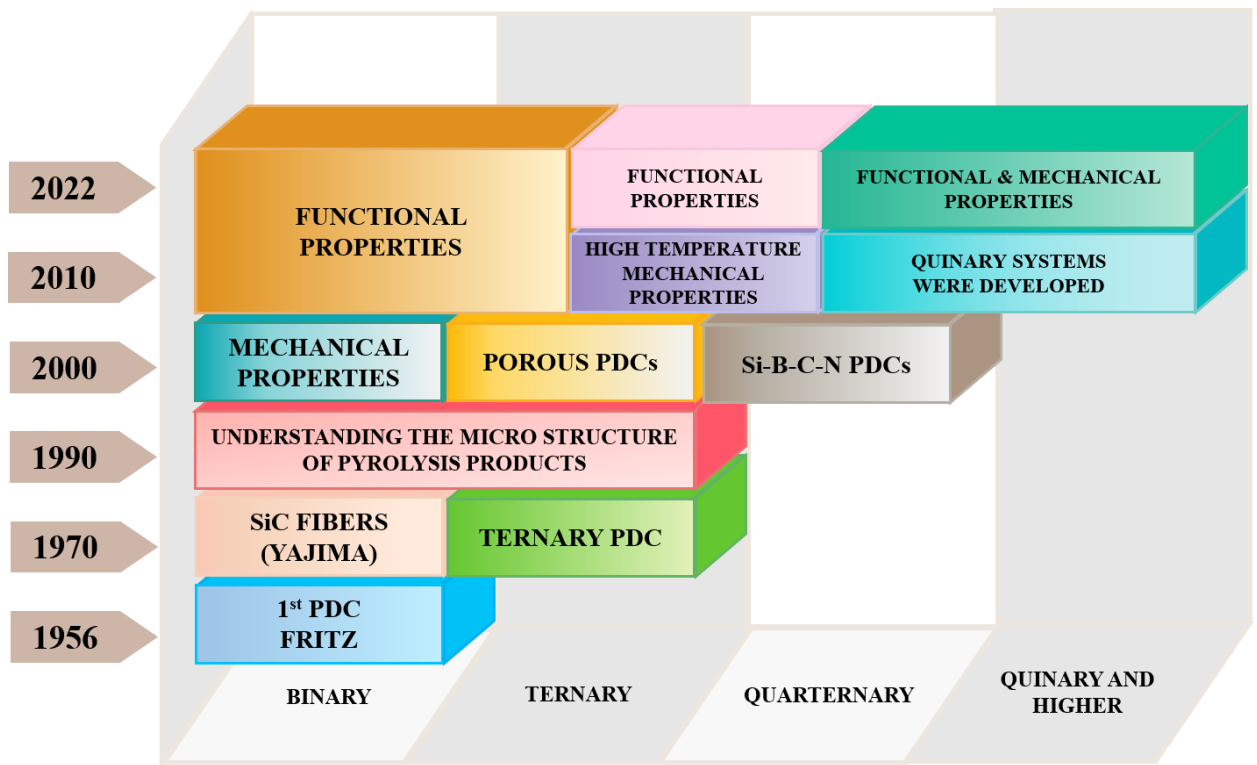 2022
FUNCTIONAL
PROPERTIES
FUNCTIONAL
PROPERTIES
FUNCTIONAL & MECHANICAL
PROPERTIES
2010
HIGH TEMPERATURE
MECHANICAL
PROPERTIES
QUINARY SYSTEMS
WERE DEVELOPED
2000
MECHANICAL
PROPERTIES
POROUS PDCs
Si-B-C-N PDCs
1990
UNDERSTANDING THE MICRO STRUCTURE
OF PYROLYSIS PRODUCTS
1970
SiC FIBERS
(YAJIMA)
TERNARY PDC
1956
1st PDC
FRITZ
BINARY
TERNARY
QUARTERNARY
QUINARY AND
HIGHER